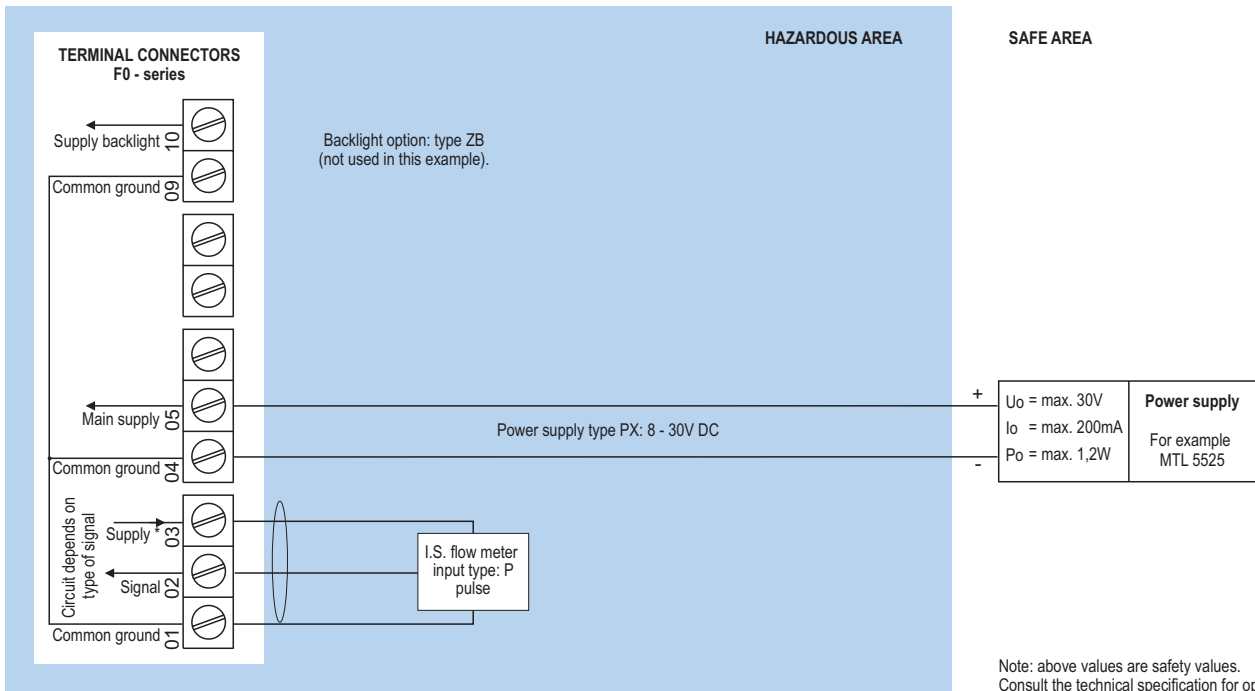 HAZARDOUS AREA
SAFE AREA
TERMINAL CONNECTORS
F0 - series
Supply backlight
10
Backlight option: type ZB
(not used in this example).
Common ground
09
Main supply
05
Power supply type PX: 8 - 30V DC
+
Uo = max. 30V
Io = max. 200mA
Po = max. 1,2W
Power supply
For example
MTL 5525
Common ground
04
-
Circuit depends on
type of signal
Supply *
03
Signal
02
Common ground
01
I.S. flow meter
input type: P
pulse
Note: above values are safety values.
Consult the technical specification for op